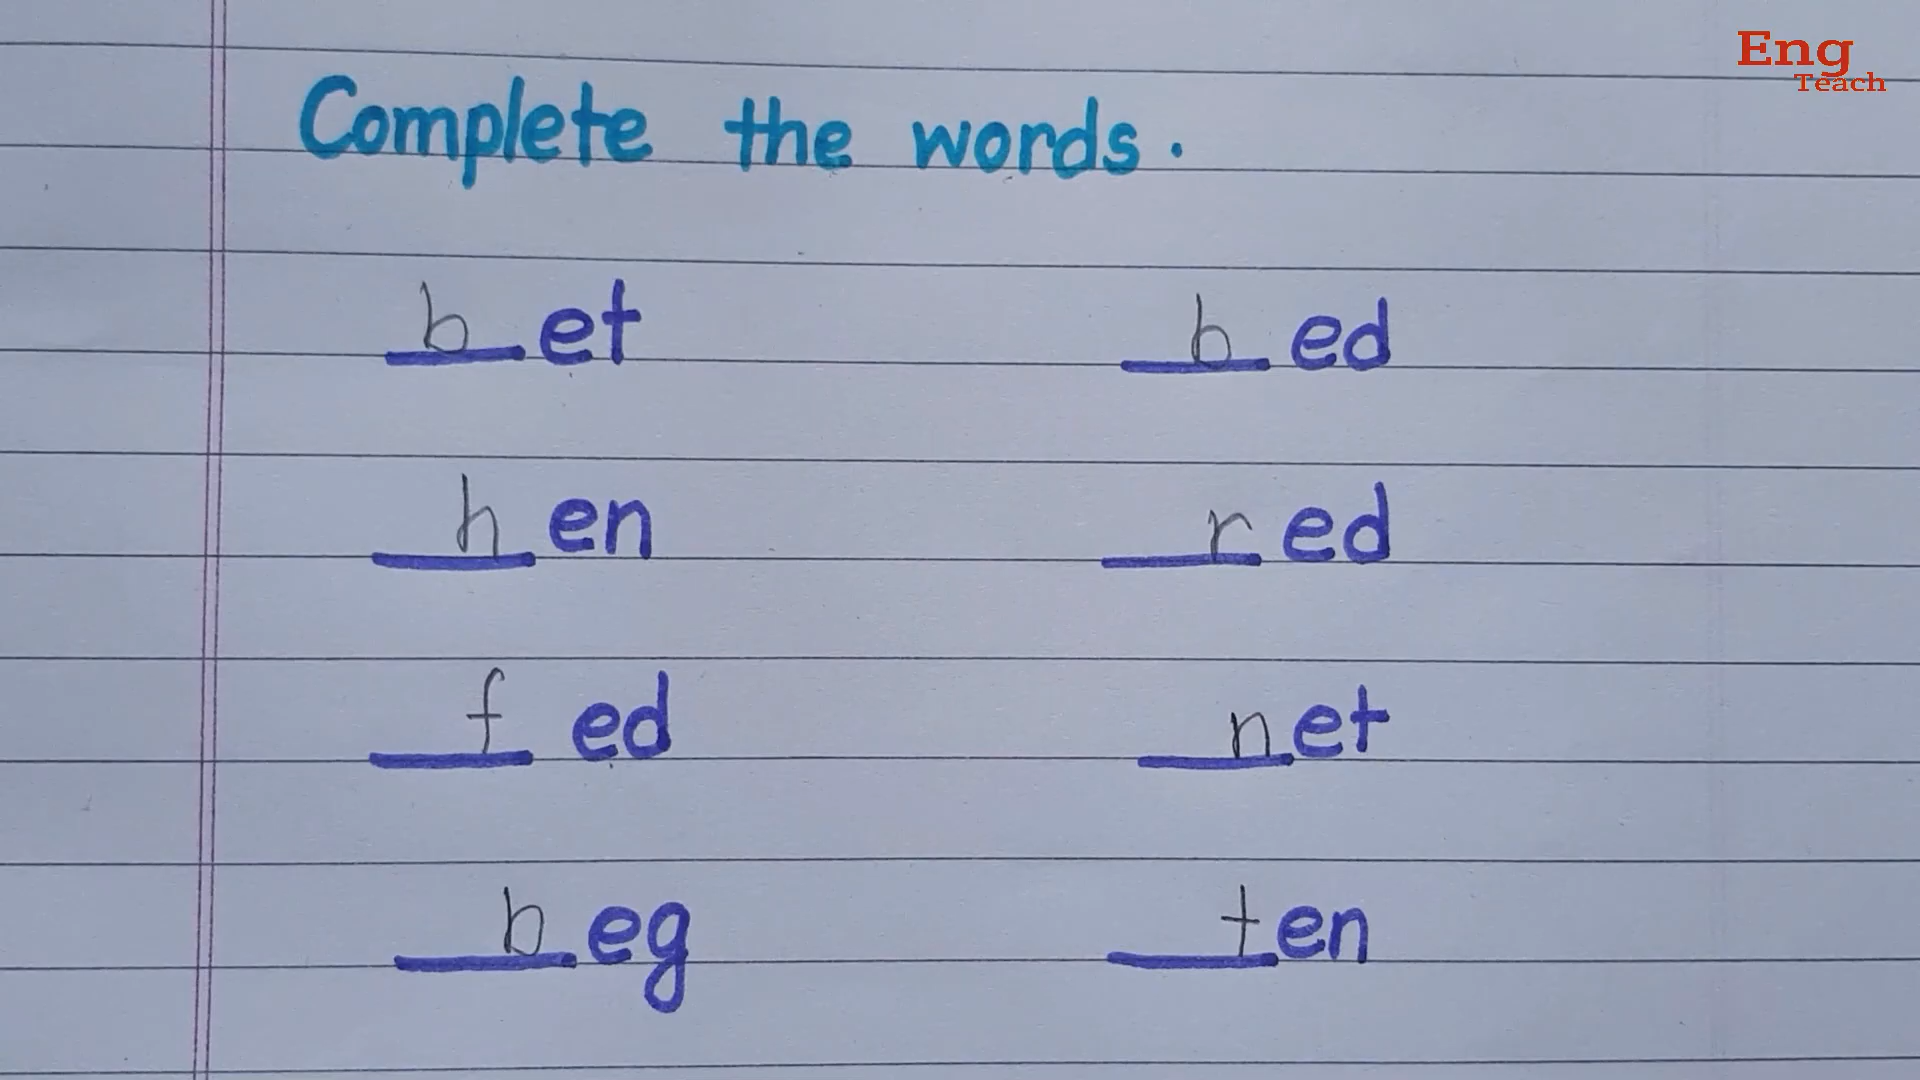 Eng
Teach
Complete the words.
bet bed
hen red
fed net
beg ten